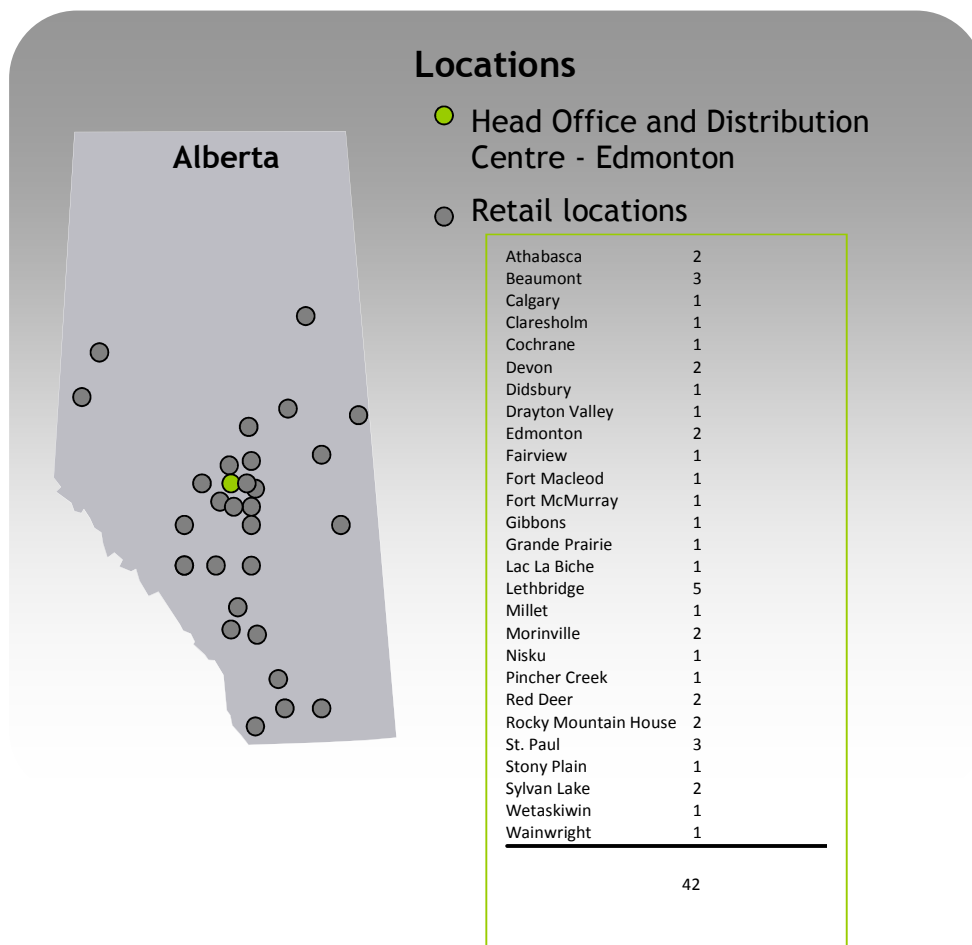 Locations
Head Office and Distribution
Centre - Edmonton
Alberta
Retail locations
Athabasca 2
Beaumont 3
Calgary 1
Claresholm 1
Cochrane 1
Devon 2
Didsbury 1
Drayton Valley 1
Edmonton 2
Fairview 1
Fort Macleod 1
Fort McMurray 1
Gibbons 1
Grande Prairie 1
Lac La Biche 1
Lethbridge 5
Millet 1
Morinville 2
Nisku 1
Pincher Creek 1
Red Deer 2
Rocky Mountain House 2
St. Paul 3
Stony Plain 1
Sylvan Lake 2
Wetaskiwin 1
Wainwright 1
42